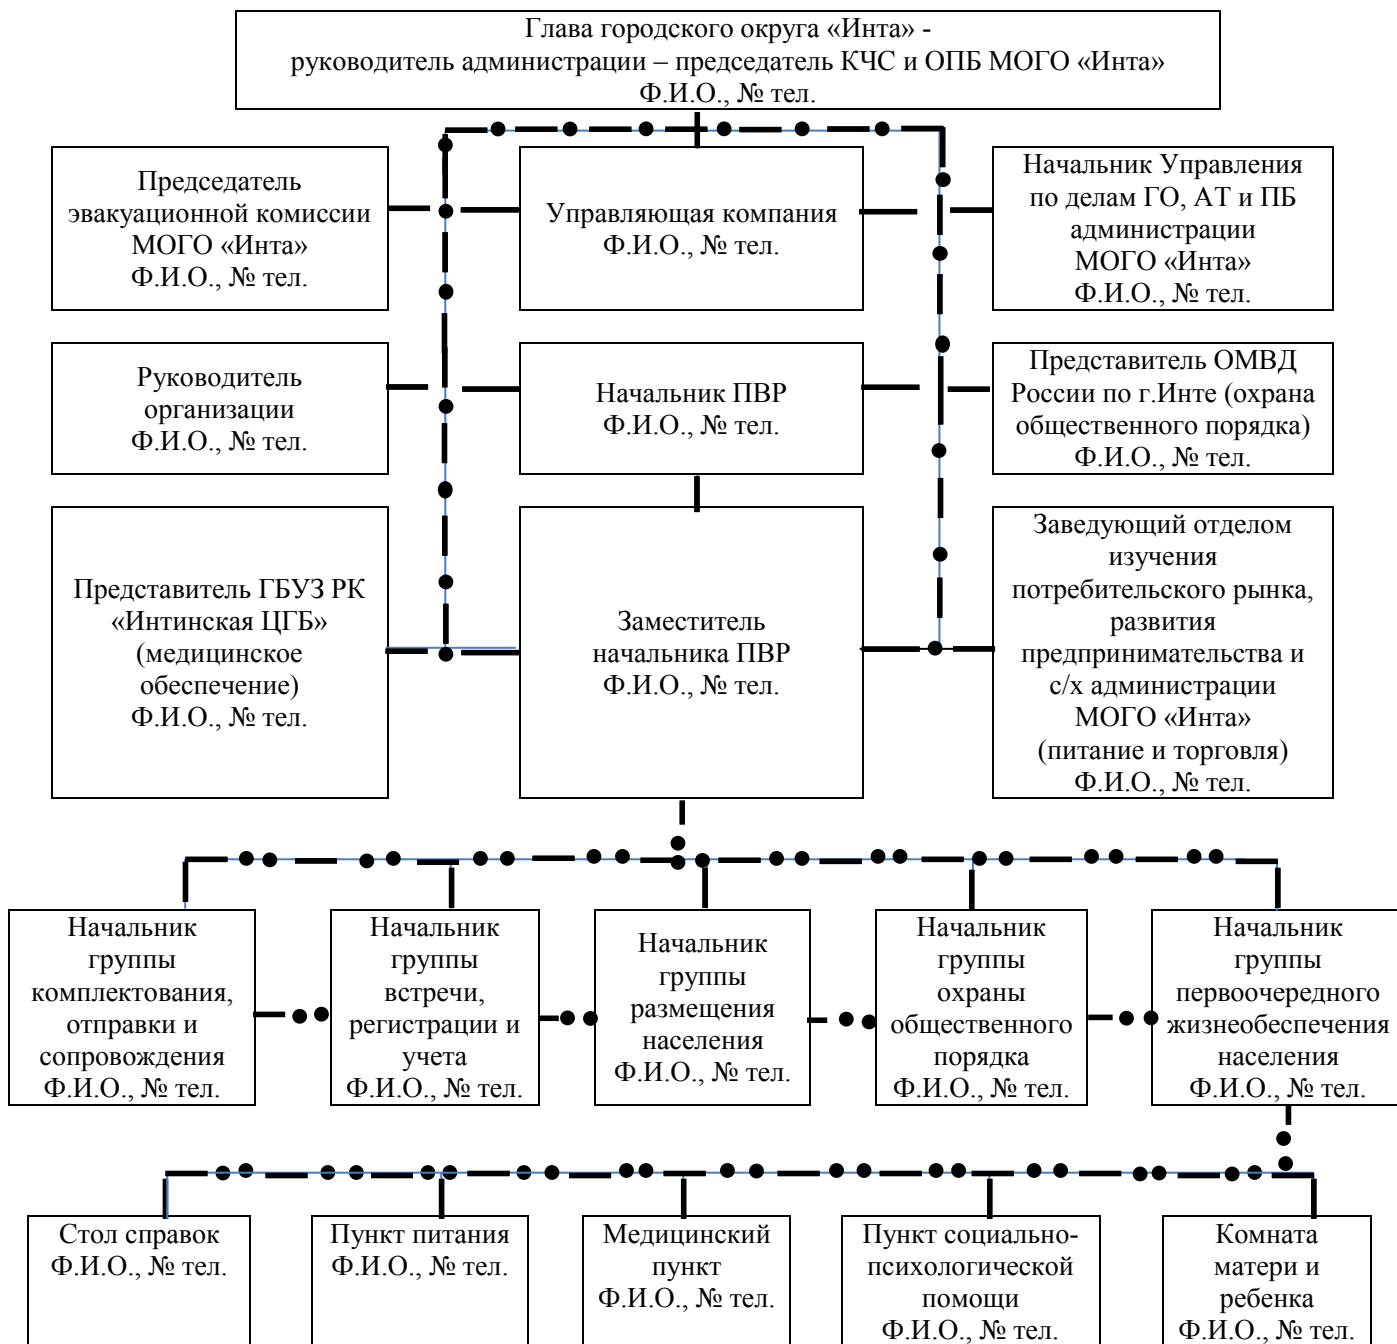 Глава городского округа «Инта» -
руководитель администрации – председатель КЧС и ОПБ МОГО «Инта»
Ф.И.О., № тел.
Председатель
эвакуационной комиссии
МОГО «Инта»
Ф.И.О., № тел.
Управляющая компания
Ф.И.О., № тел.
Начальник Управления
по делам ГО, АТ и ПБ
администрации
МОГО «Инта»
Ф.И.О., № тел.
Руководитель
организации
Ф.И.О., № тел.
Начальник ПВР
Ф.И.О., № тел.
Представитель ОМВД
России по г.Инте (охрана
общественного порядка)
Ф.И.О., № тел.
Представитель ГБУЗ РК
«Интинская ЦГБ»
(медицинское
обеспечение)
Ф.И.О., № тел.
Заместитель
начальника ПВР
Ф.И.О., № тел.
Заведующий отделом
изучения
потребительского рынка,
развития
предпринимательства и
с/х администрации
МОГО «Инта»
(питание и торговля)
Ф.И.О., № тел.
Начальник
группы
комплектования,
отправки и
сопровождения
Ф.И.О., № тел.
Начальник
группы
встречи,
регистрации и
учета
Ф.И.О., № тел.
Начальник
группы
размещения
населения
Ф.И.О., № тел.
Начальник
группы
охраны
общественного
порядка
Ф.И.О., № тел.
Начальник
группы
первоочередного
жизнеобеспечения
населения
Ф.И.О., № тел.
Стол справок
Ф.И.О., № тел.
Пункт питания
Ф.И.О., № тел.
Медицинский
пункт
Ф.И.О., № тел.
Пункт социально-
психологической
помощи
Ф.И.О., № тел.
Комната
матери и
ребенка
Ф.И.О., № тел.